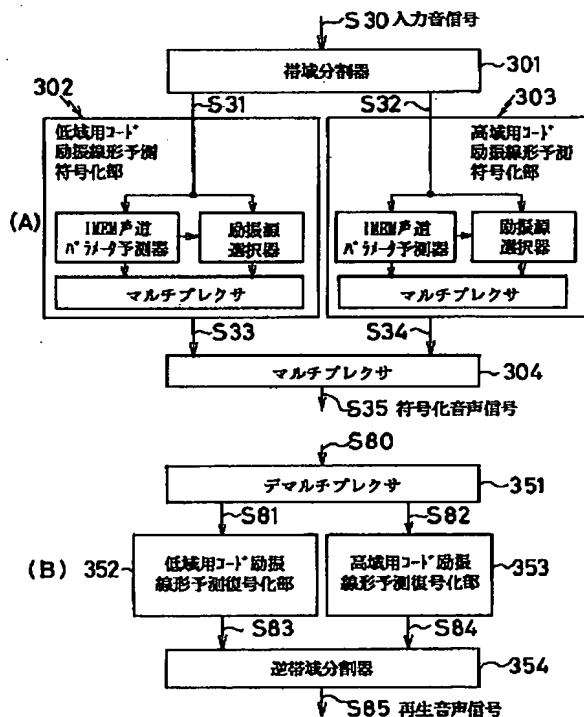 S30 入力音信号
帯域分割器
301
302
S31
S32
303
低域用コード
励振線形予測
符号化部
高域用コード
励振線形予測
符号化部
(A)
声道
パラメータ予測器
励振源
選択器
声道
パラメータ予測器
励振源
選択器
マルチプレクサ
マルチプレクサ
S33
S34
マルチプレクサ
304
S35 符号化音声信号
S80
デマルチプレクサ
351
S81
S82
(B)
352
低域用コード励振
線形予測復号化部
高域用コード励振
線形予測復号化部
353
S83
S84
逆帯域分割器
354
S85 再生音声信号